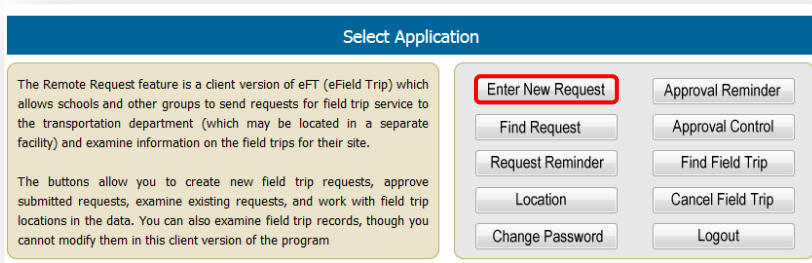 Select Application
The Remote Request feature is a client version of eFT (eField Trip) which
allows schools and other groups to send requests for field trip service to
the transportation department (which may be located in a separate
facility) and examine information on the field trips for their site.
The buttons allow you to create new field trip requests, approve
submitted requests, examine existing requests, and work with field trip
locations in the data. You can also examine field trip records, though you
cannot modify them in this client version of the program
Enter New Request
Approval Reminder
Find Request
Approval Control
Request Reminder
Find Field Trip
Location
Cancel Field Trip
Change Password
Logout